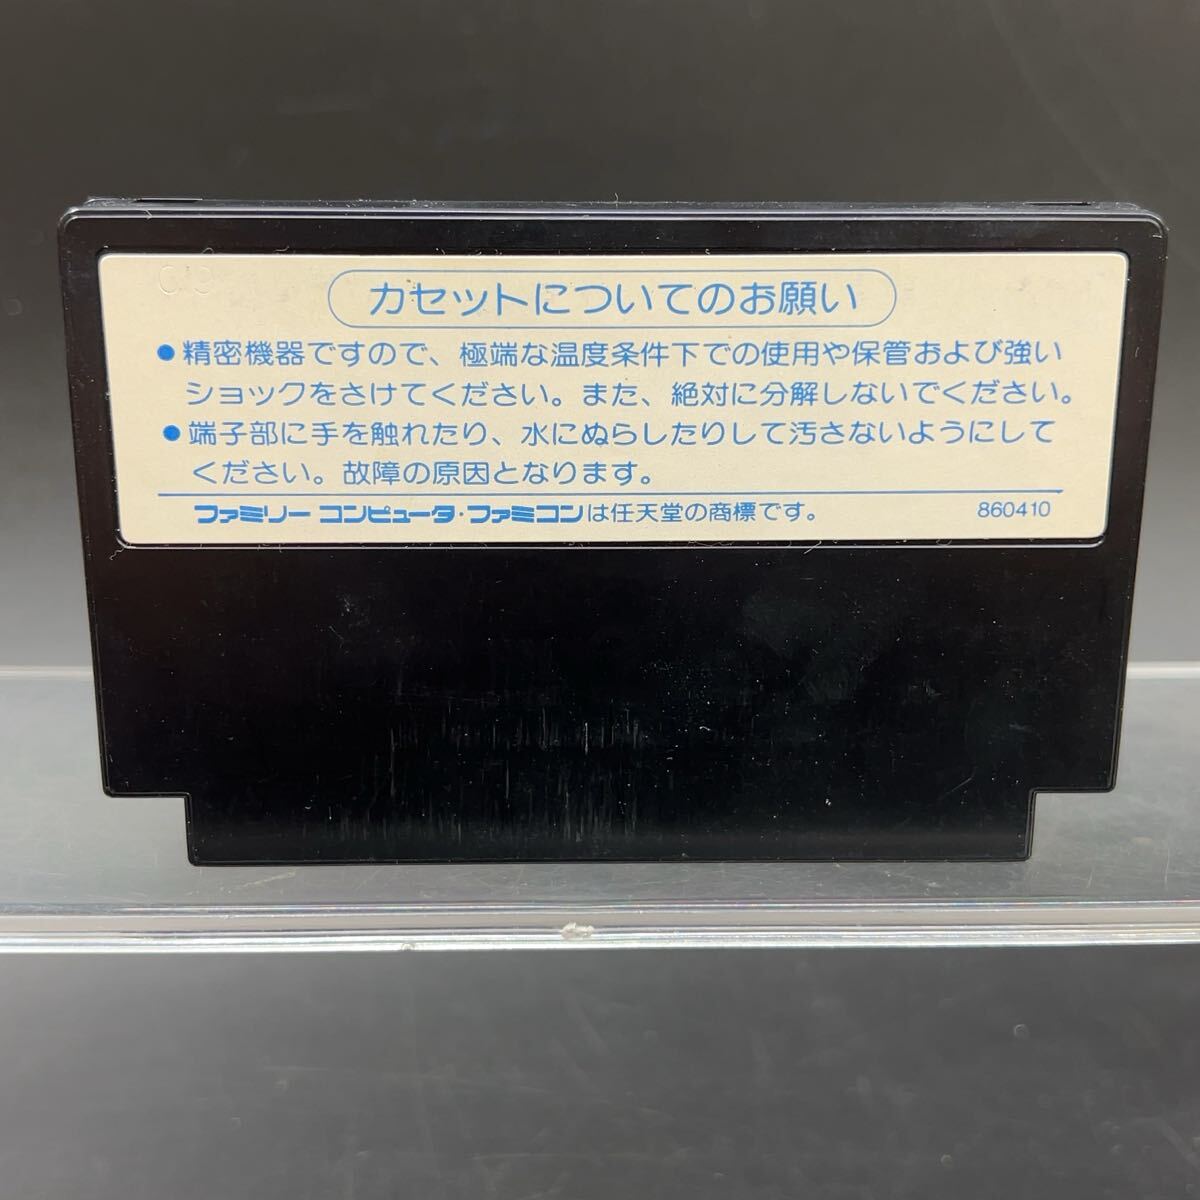 カセットについてのお願い
●精密機器ですので、極端な温度条件下での使用や保管および強い
ショックをさけてください。また、絶対に分解しないでください。
●端子部に手を触れたり、水にぬらしたりして汚さないようにして
ください。故障の原因となります。
ファミリー コンピュータ・ファミコンは任天堂の商標です。 860410